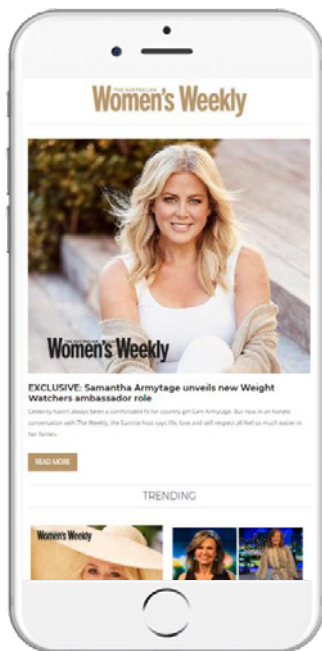 THE AUSTRALIAN
Women's Weekly
THE AUSTRALIAN
Women's Weekly
EXCLUSIVE: Samantha Armytage unveils new Weight
Watchers ambassador role
Celebrity hasn't always been a comfortable fit for country girl Sam Armytage. But now in an honest
conversation with The Weekly, the Sunrise host says life, love and self-respect all feel so much easier in
her forties.
READ MORE
TRENDING
Women's Weekly